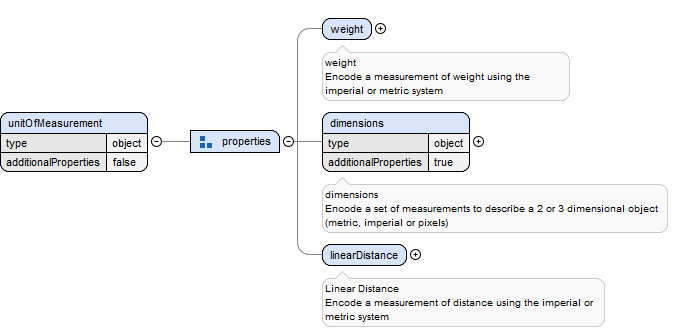 weight
weight
Encode a measurement of weight using the
imperial or metric system
unitOfMeasurement
type object
additionalProperties false
properties
dimensions
type object
additionalProperties true
dimensions
Encode a set of measurements to describe a 2 or 3 dimensional object
(metric, imperial or pixels)
linearDistance
Linear Distance
Encode a measurement of distance using the imperial or
metric system